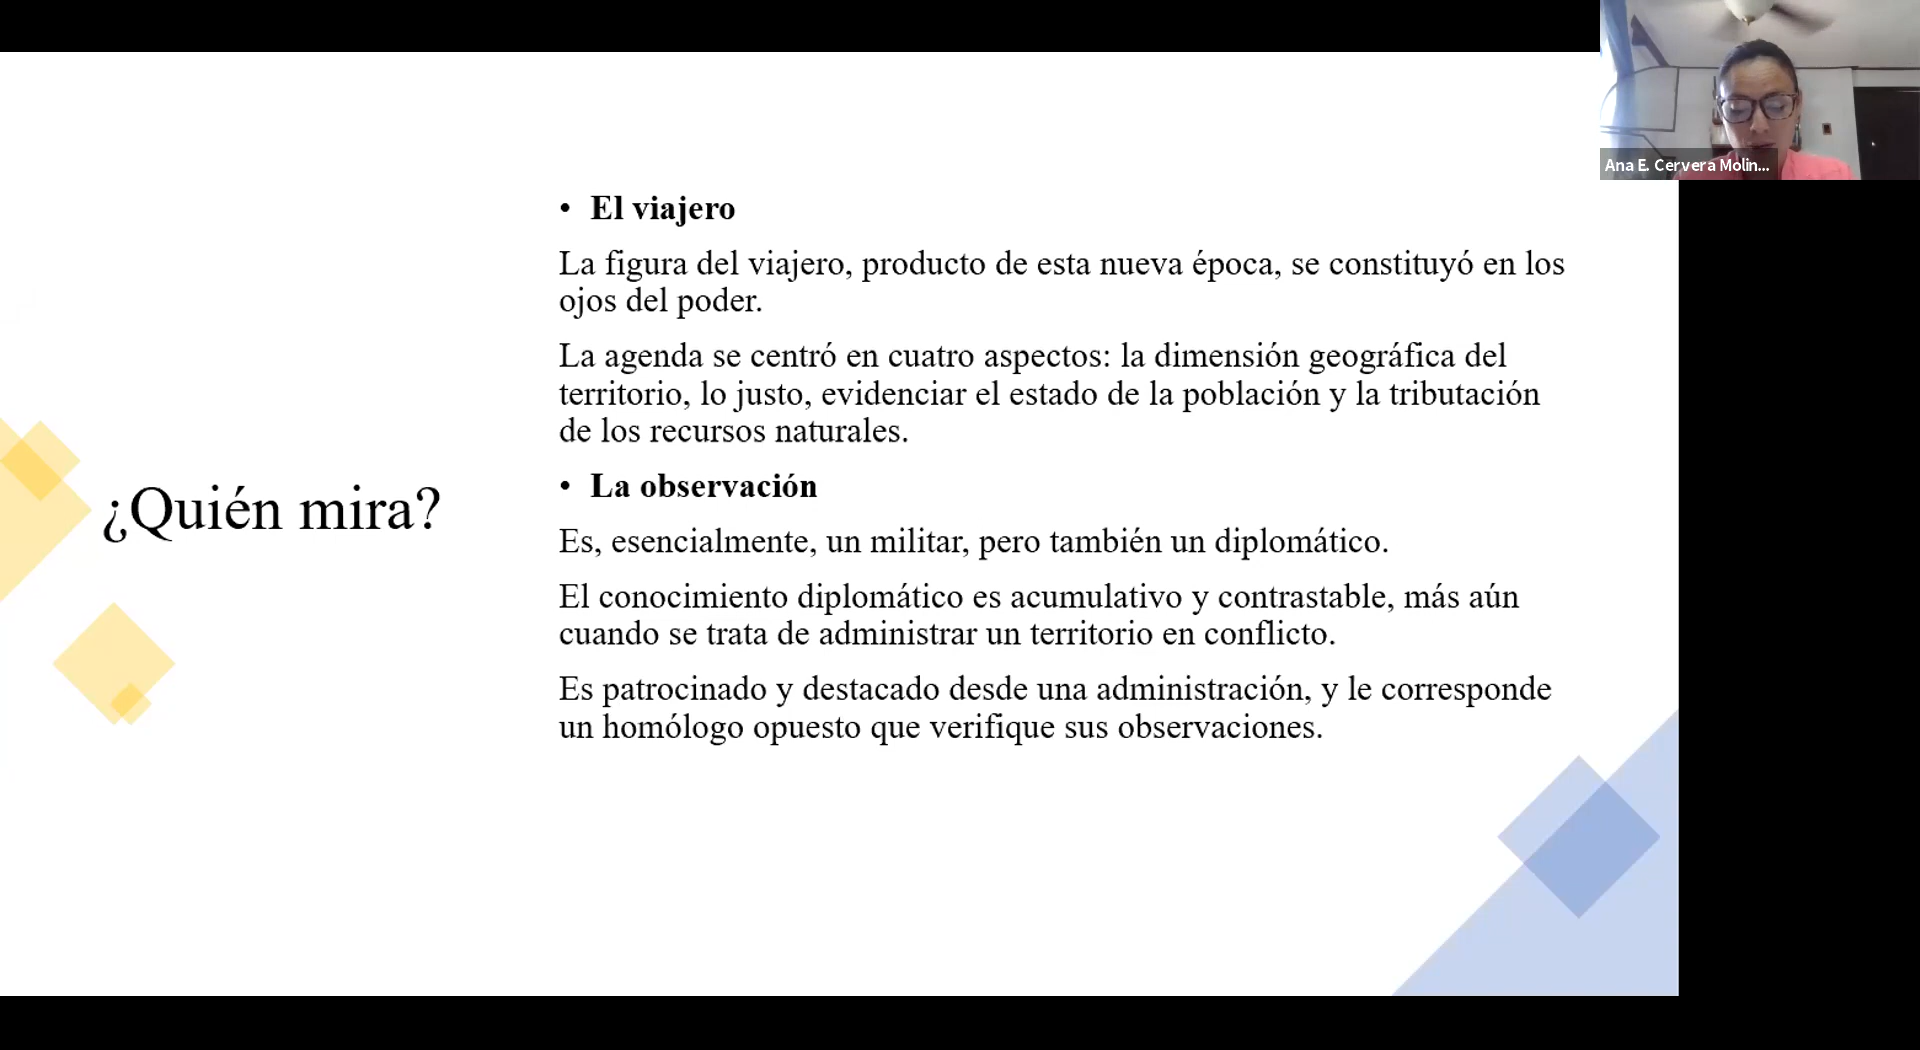 Ana E. Cervera Molin...
¿Quién mira?
• El viajero
La figura del viajero, producto de esta nueva época, se constituyó en los
ojos del poder.
La agenda se centró en cuatro aspectos: la dimensión geográfica del
territorio, lo justo, evidenciar el estado de la población y la tributación
de los recursos naturales.
• La observación
Es, esencialmente, un militar, pero también un diplomático.
El conocimiento diplomático es acumulativo y contrastable, más aún
cuando se trata de administrar un territorio en conflicto.
Es patrocinado y destacado desde una administración, y le corresponde
un homólogo opuesto que verifique sus observaciones.